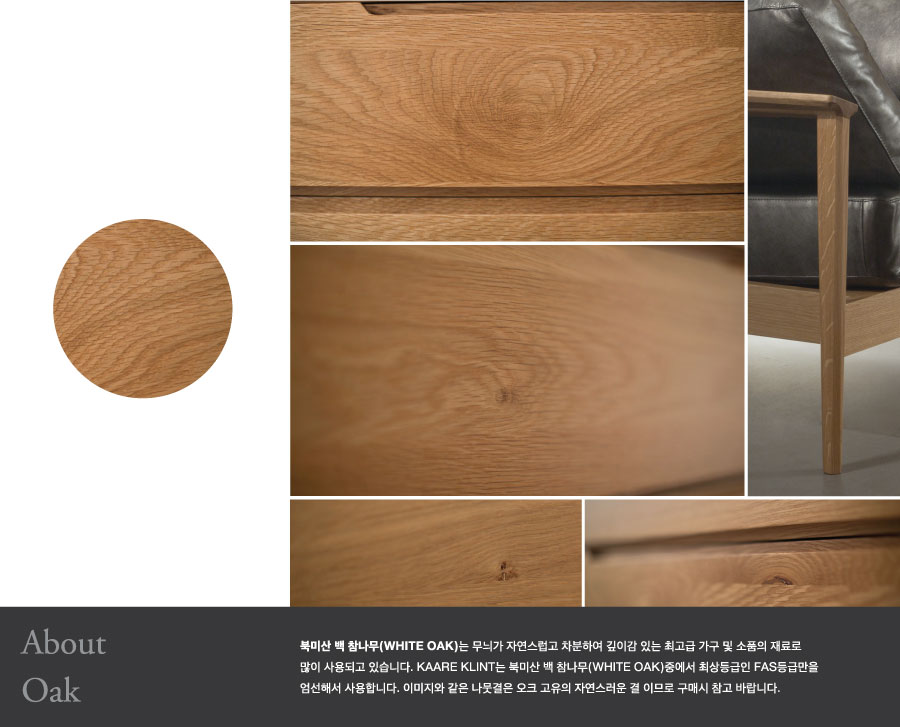 About
Oak
북미산 백 참나무(WHITE OAK)는 무늬가 자연스럽고 차분하여 깊이감 있는 최고급 가구 및 소품의 재료로
많이 사용되고 있습니다. KAARE KLINT는 북미산 백 참나무(WHITE OAK)중에서 최상등급인 FAS등급만을
엄선해서 사용합니다. 이미지와 같은 나뭇결은 오크 고유의 자연스러운 결 이므로 구매시 참고 바랍니다.